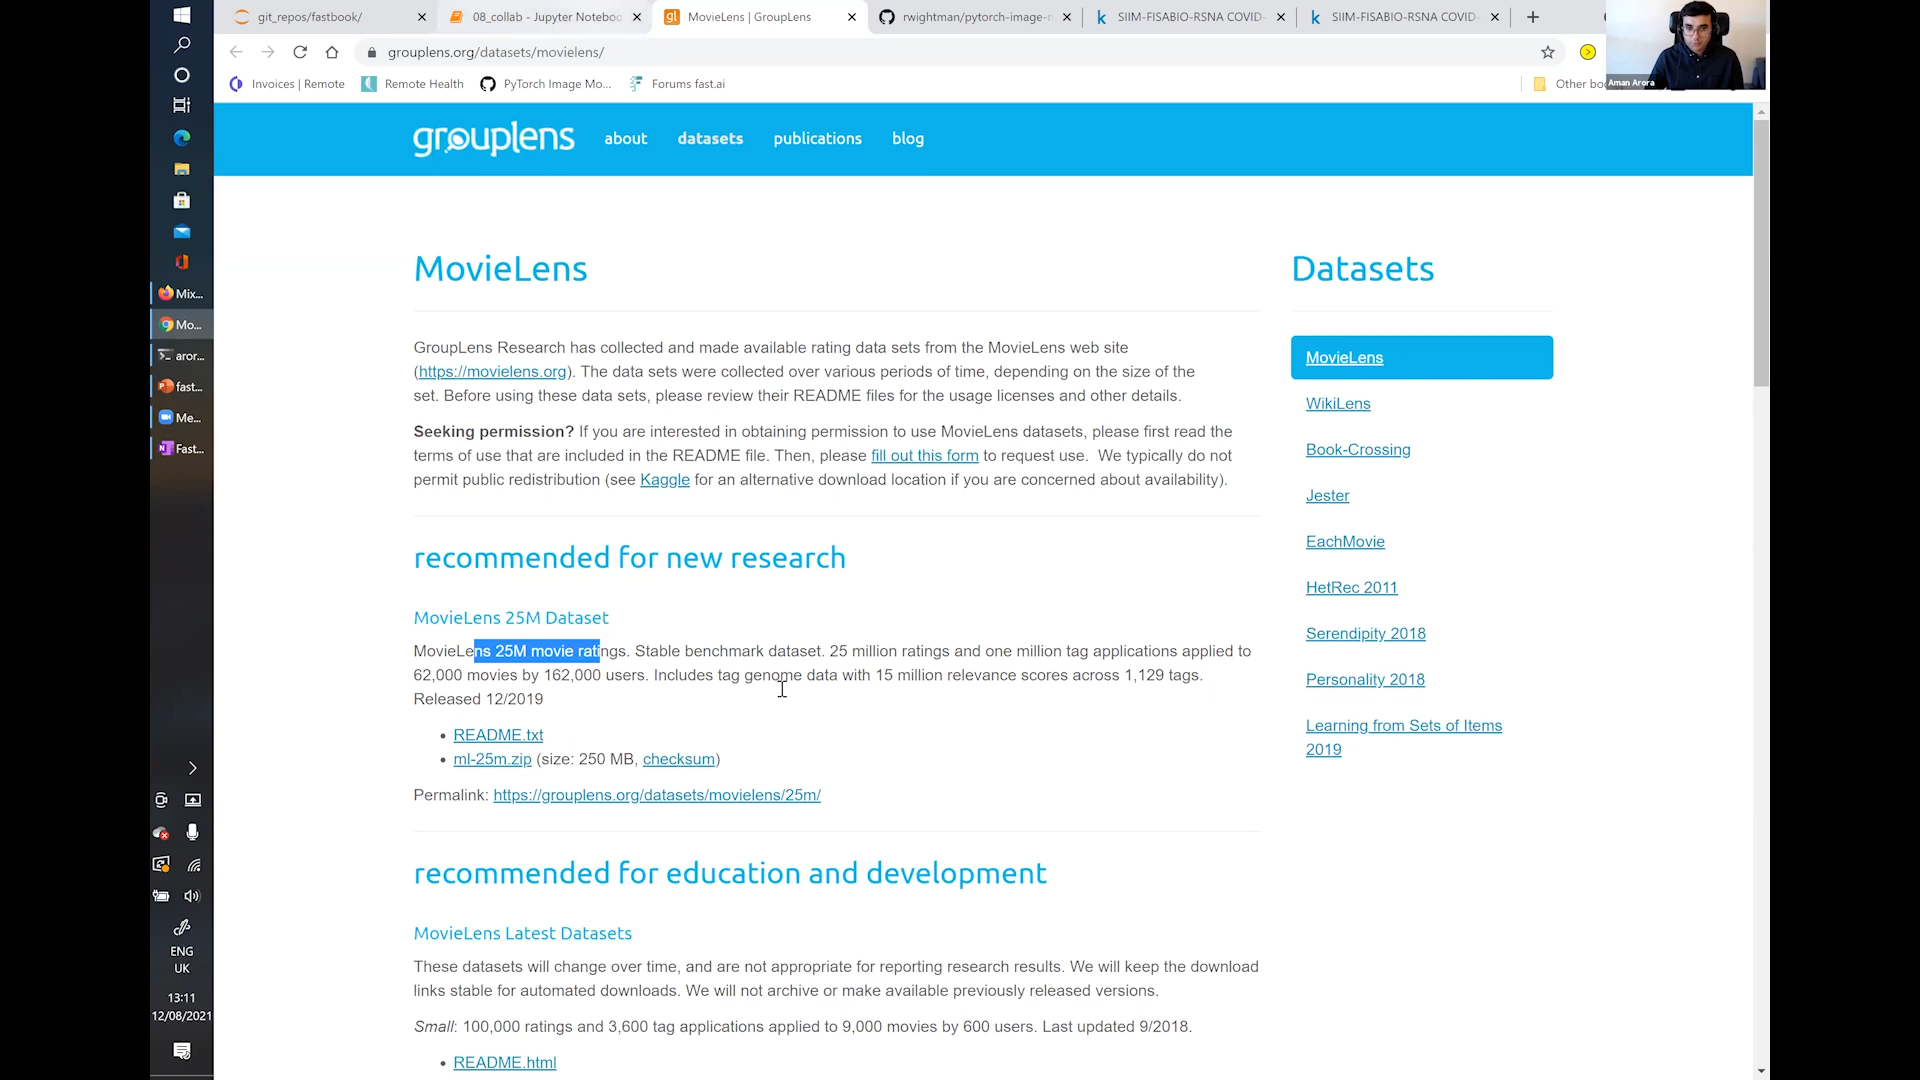 git_repos/fastbook/
08_collab - Jupyter Noteboo
MovieLens | GroupLens
rwightman/pytorch-image-m
SIIM-FISABIO-RSNA COVID-
SIIM-FISABIO-RSNA COVID-
grouplens.org/datasets/movielens/
Invoices | Remote
Remote Health
PyTorch Image Mo...
Forums fast.ai
Other boo
Aman Arora
grouplens
about
datasets
publications
blog
MovieLens
GroupLens Research has collected and made available rating data sets from the MovieLens web site
(https://movielens.org). The data sets were collected over various periods of time, depending on the size of the
set. Before using these data sets, please review their README files for the usage licenses and other details.
Seeking permission? If you are interested in obtaining permission to use MovieLens datasets, please first read the
terms of use that are included in the README file. Then, please fill out this form to request use. We typically do not
permit public redistribution (see Kaggle for an alternative download location if you are concerned about availability).
recommended for new research
MovieLens 25M Dataset
MovieLens 25M movie ratings. Stable benchmark dataset. 25 million ratings and one million tag applications applied to
62,000 movies by 162,000 users. Includes tag genome data with 15 million relevance scores across 1,129 tags.
Released 12/2019
• README.txt
• ml-25m.zip (size: 250 MB, checksum)
Permalink: https://grouplens.org/datasets/movielens/25m/
recommended for education and development
MovieLens Latest Datasets
These datasets will change over time, and are not appropriate for reporting research results. We will keep the download
links stable for automated downloads. We will not archive or make available previously released versions.
Small: 100,000 ratings and 3,600 tag applications applied to 9,000 movies by 600 users. Last updated 9/2018.
• README.html
Datasets
MovieLens
WikiLens
Book-Crossing
Jester
EachMovie
HetRec 2011
Serendipity 2018
Personality 2018
Learning from Sets of Items
2019
Mix...
Mo...
aror...
fast...
Me...
Fast...
ENG
UK
13:11
12/08/2021